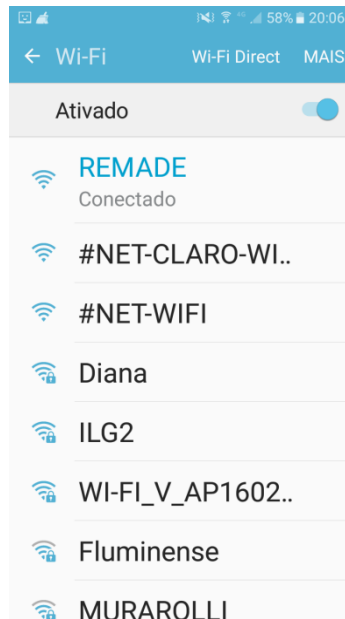 58% 20:06
Wi-Fi Wi-Fi Direct MAIS
Ativado
REMADE
Conectado
#NET-CLARO-WI..
#NET-WIFI
Diana
ILG2
WI-FI_V_AP1602..
Fluminense
MURAROLLI